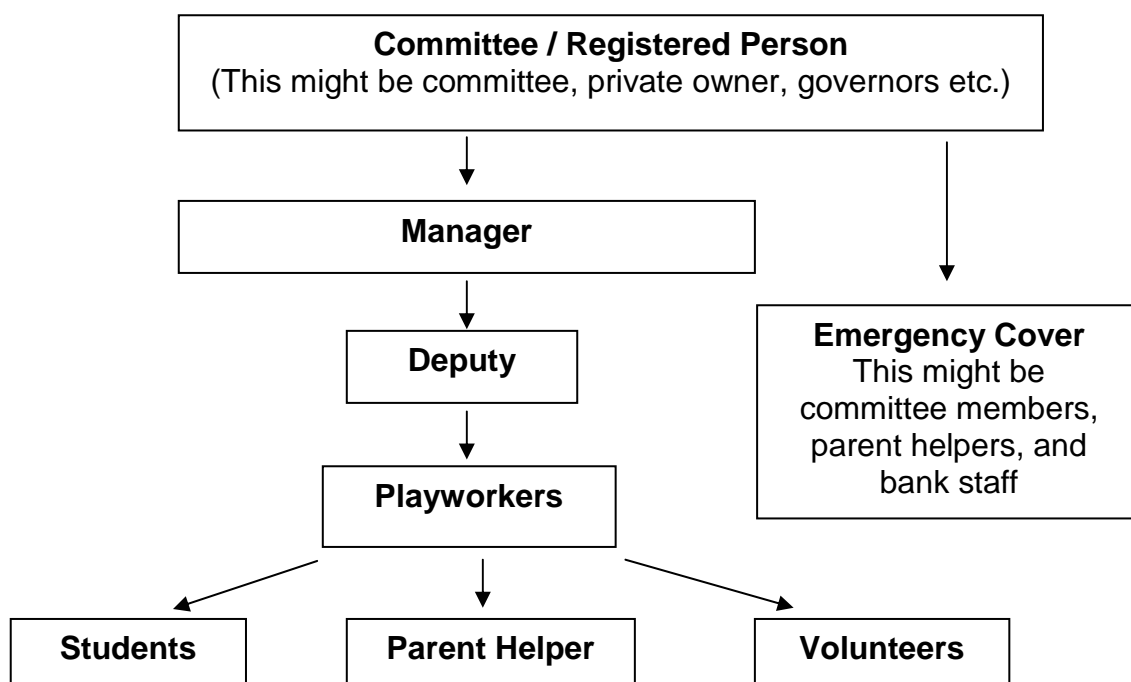 Committee / Registered Person
(This might be committee, private owner, governors etc.)
Manager
Deputy
Emergency Cover
This might be
committee members,
parent helpers, and
bank staff
Playworkers
Students
Parent Helper
Volunteers